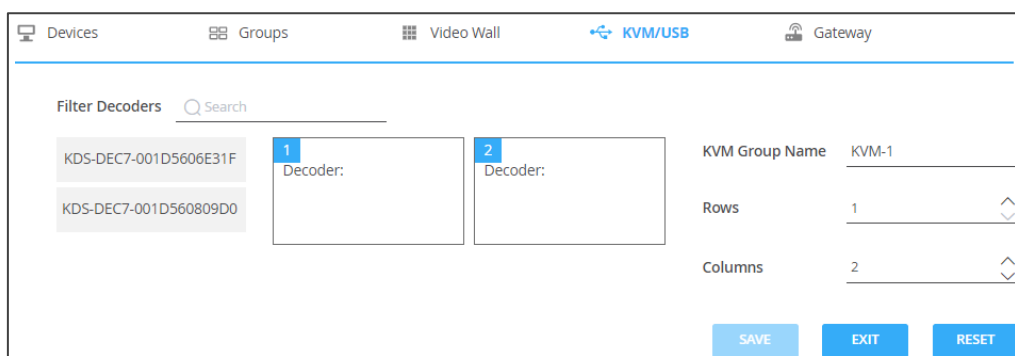 Devices
Groups
Video Wall
KVM/USB
Gateway
Filter Decoders
Search
KDS-DEC7-001D5606E31F
KDS-DEC7-001D560809D0
1
Decoder:
2
Decoder:
KVM Group Name
KVM-1
Rows
1
Columns
2
SAVE
EXIT
RESET